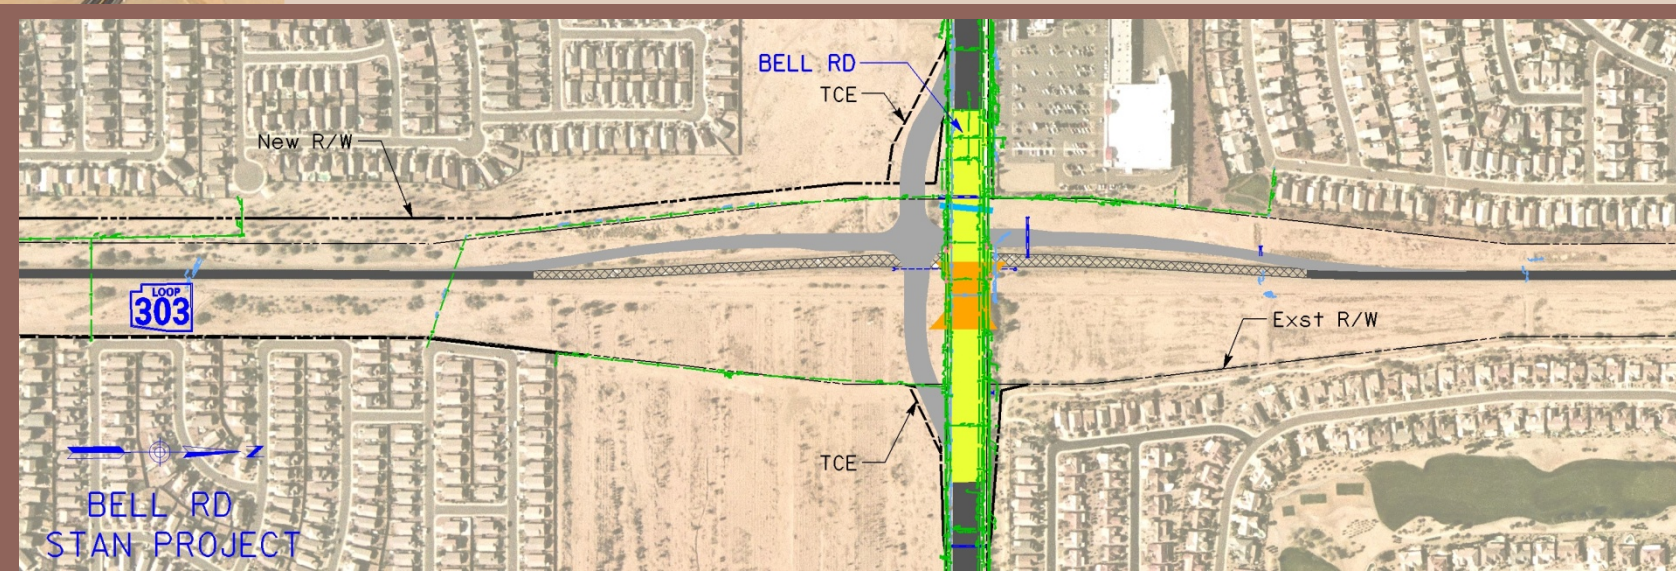 BELL RD
TCE
New R/W
LOOP
303
Exst R/W
TCE
N
BELL RD
STAN PROJECT